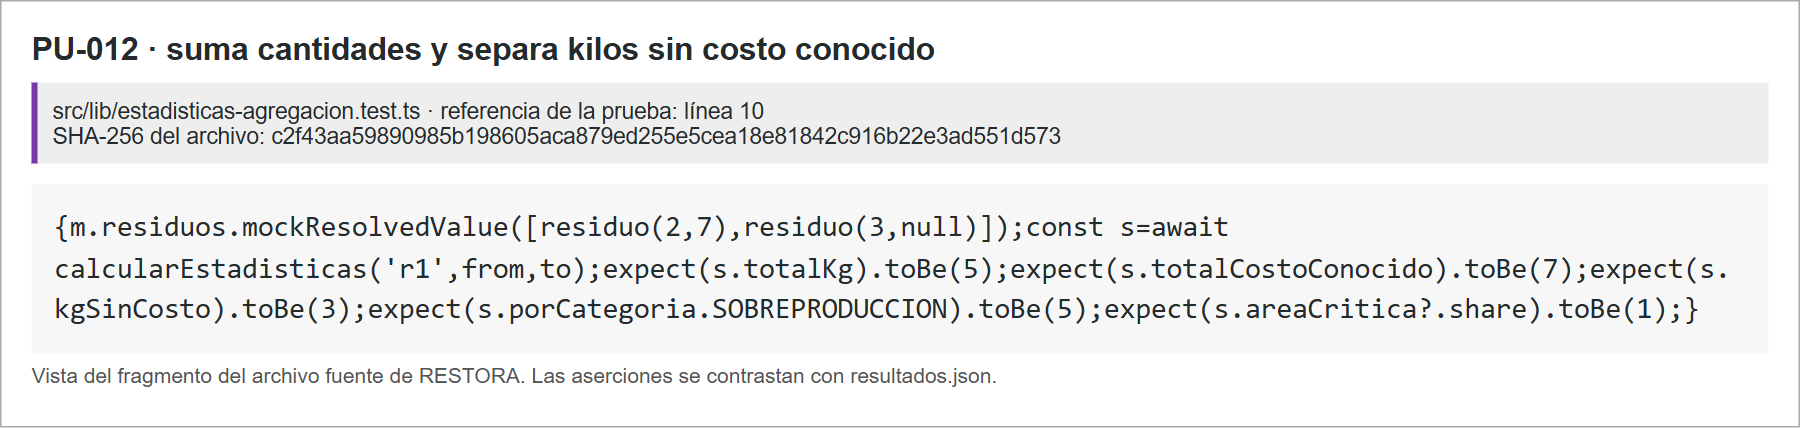 PU-012 · suma cantidades y separa kilos sin costo conocido
src/lib/estadisticas-agregacion.test.ts · referencia de la prueba: línea 10
SHA-256 del archivo: c2f43aa59890985b198605aca879ed255e5cea18e81842c916b22e3ad551d573
{m.residuos.mockResolvedValue([residuo(2,7),residuo(3,null)]);const s=await
calcularEstadisticas('r1',from,to);expect(s.totalKg).toBe(5);expect(s.totalCostoConocido).toBe(7);expect(s.
kgSinCosto).toBe(3);expect(s.porCategoria.SOBREPRODUCCION).toBe(5);expect(s.areaCritica?.share).toBe(1);}
Vista del fragmento del archivo fuente de RESTORA. Las aserciones se contrastan con resultados.json.